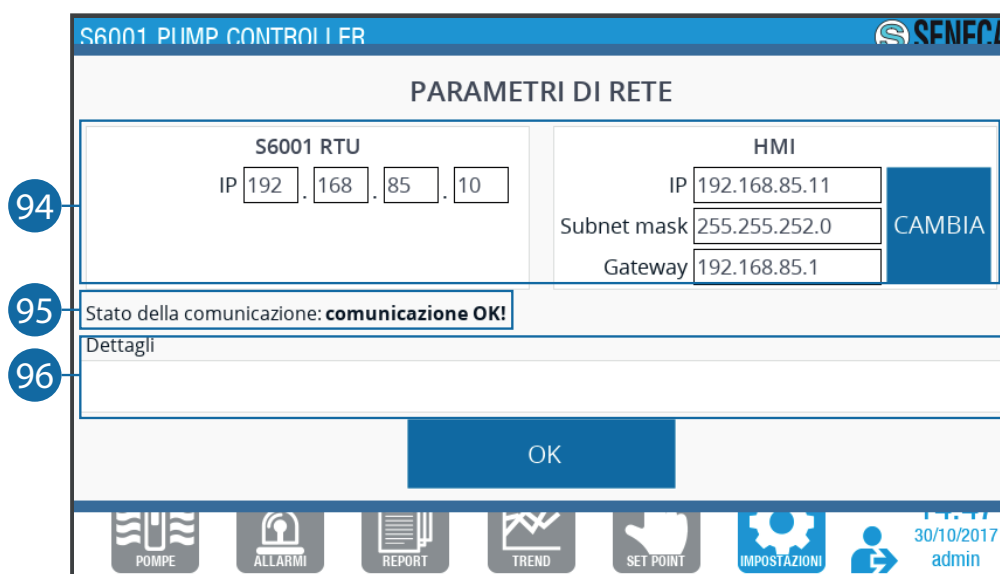 S6001 PUMP CONTROLLER
SENECA
PARAMETRI DI RETE
S6001 RTU
IP 192 . 168 . 85 . 10
HMI
IP 192.168.85.11
Subnet mask 255.255.252.0
Gateway 192.168.85.1
CAMBIA
94
95
Stato della comunicazione: comunicazione OK!
Dettagli
96
OK
14:47
30/10/2017
admin
POMPE
ALLARMI
REPORT
TREND
SET POINT
IMPOSTAZIONI